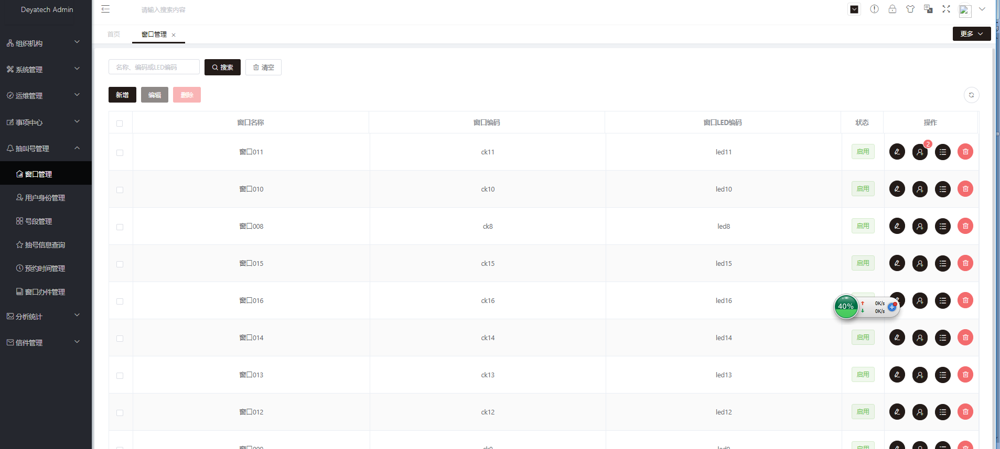 Deyatech Admin
请输入搜索内容
首页
窗口管理
更多
组织机构
系统管理
运维管理
事项中心
抽叫号管理
窗口管理
用户身份管理
号段管理
抽号信息查询
预约时间管理
窗口办件管理
分析统计
信件管理
名称、编码或LED编码
搜索
清空
新增
编辑
删除
窗口名称 窗口编码 窗口LED编码 状态 操作
窗口011 ck11 led11 启用 2
窗口010 ck10 led10 启用
窗口008 ck8 led8 启用
窗口015 ck15 led15 启用
窗口016 ck16 led16
40% 0K/s
0K/s
窗口014 ck14 led14 启用
窗口013 ck13 led13 启用
窗口012 ck12 led12 启用